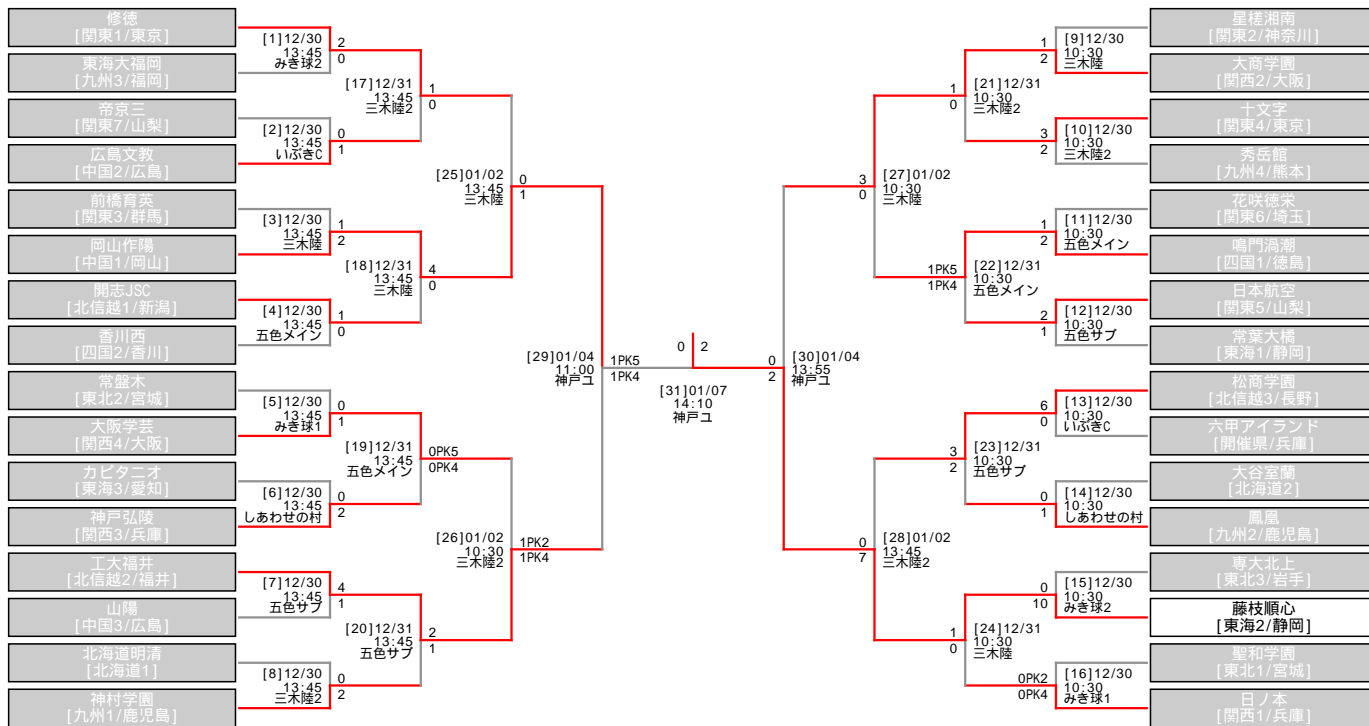 修徳
[関東1/東京]
東海大福岡
[九州3/福岡]
帝京三
[関東7/山梨]
広島文教
[中国2/広島]
前橋育英
[関東3/群馬]
岡山作陽
[中国1/岡山]
開志JSC
[北信越1/新潟]
香川西
[四国2/香川]
常盤木
[東北2/宮城]
大阪学芸
[関西4/大阪]
カピタニオ
[東海3/愛知]
神戸弘陵
[関西3/兵庫]
工大福井
[北信越2/福井]
山陽
[中国3/広島]
北海道明清
[北海道1]
神村学園
[九州1/鹿児島]
[1]12/30
13:45
みき球2
2
0
[2]12/30
13:45
いぶきC
0
1
[3]12/30
13:45
三木陸
1
2
[4]12/30
13:45
五色メイン
1
0
[5]12/30
13:45
みき球1
0
1
[6]12/30
13:45
しあわせの村
0
2
[7]12/30
13:45
五色サブ
4
1
[8]12/30
13:45
三木陸2
0
2
[17]12/31
13:45
三木陸2
1
0
[18]12/31
13:45
三木陸
4
0
[19]12/31
13:45
五色メイン
0PK5
0PK4
[20]12/31
13:45
五色サブ
2
1
[25]01/02
13:45
三木陸
0
1
[26]01/02
10:30
三木陸2
1PK2
1PK4
[29]01/04
11:00
神戸ユ
1PK5
1PK4
0 2
[31]01/07
14:10
神戸ユ
0
2
[30]01/04
13:55
神戸ユ
3
0
[27]01/02
10:30
三木陸
0
7
[28]01/02
13:45
三木陸2
1
0
[21]12/31
10:30
三木陸2
1PK5
1PK4
[22]12/31
10:30
五色メイン
3
2
[23]12/31
10:30
五色サブ
1
0
[24]12/31
10:30
三木陸
1
2
[9]12/30
10:30
三木陸
3
2
[10]12/30
10:30
三木陸2
1
2
[11]12/30
10:30
五色メイン
2
1
[12]12/30
10:30
五色サブ
6
0
[13]12/30
10:30
いぶきC
0
1
[14]12/30
10:30
しあわせの村
0
10
[15]12/30
10:30
みき球2
0PK2
0PK4
[16]12/30
10:30
みき球1
星槎湘南
[関東2/神奈川]
大商学園
[関西2/大阪]
十文字
[関東4/東京]
秀岳館
[九州4/熊本]
花咲徳栄
[関東6/埼玉]
鳴門渦潮
[四国1/徳島]
日本航空
[関東5/山梨]
常葉大橘
[東海1/静岡]
松商学園
[北信越3/長野]
六甲アイランド
[開催県/兵庫]
大谷室蘭
[北海道2]
鳳凰
[九州2/鹿児島]
専大北上
[東北3/岩手]
藤枝順心
[東海2/静岡]
聖和学園
[東北1/宮城]
日ノ本
[関西1/兵庫]